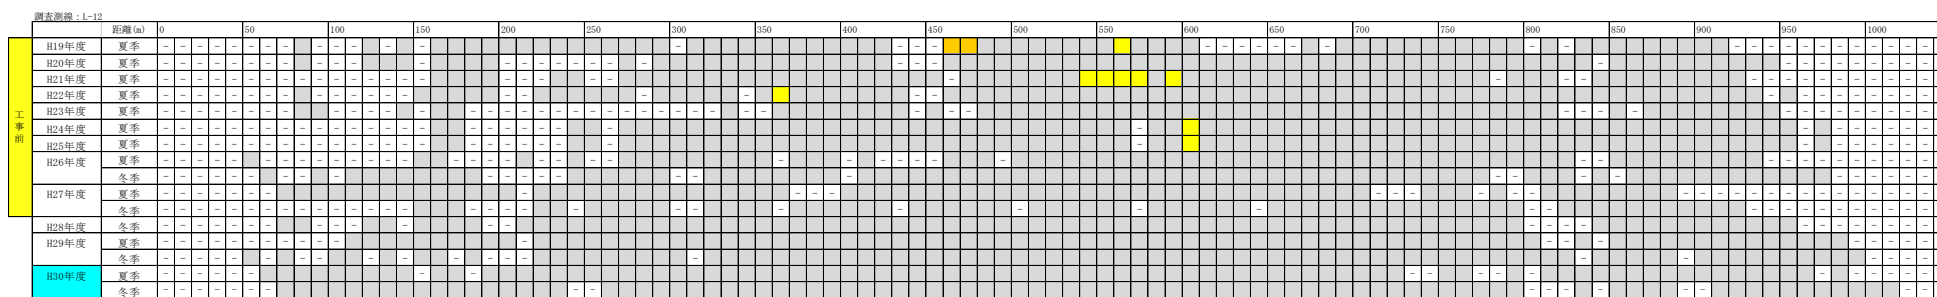 調査測線：L-12
距離(m) 0 50 100 150 200 250 300 350 400 450 500 550 600 650 700 750 800 850 900 950 1000
工事前
H19年度 夏季
H20年度 夏季
H21年度 夏季
H22年度 夏季
H23年度 夏季
H24年度 夏季
H25年度 夏季
H26年度 夏季
冬季
H27年度 夏季
冬季
H28年度 冬季
H29年度 夏季
冬季
H30年度 夏季
冬季